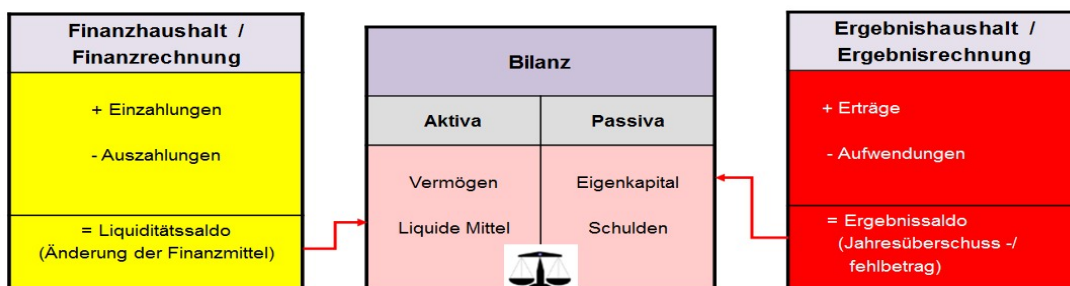 Finanzhaushalt /
Finanzrechnung
+ Einzahlungen
- Auszahlungen
= Liquiditätssaldo
(Änderung der Finanzmittel)
Bilanz
Aktiva
Passiva
Vermögen
Eigenkapital
Liquide Mittel
Schulden
Ergebnishaushalt /
Ergebnisrechnung
+ Erträge
- Aufwendungen
= Ergebnissaldo
(Jahresüberschuss -/
fehlbetrag)